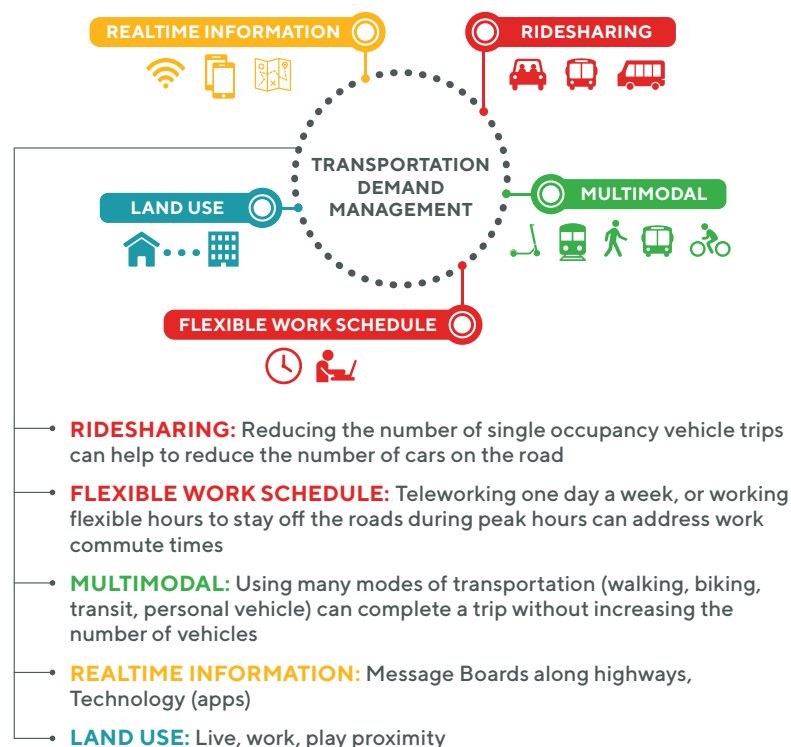 REALTIME INFORMATION
RIDESHARING
TRANSPORTATION
DEMAND
MANAGEMENT
LAND USE
MULTIMODAL
FLEXIBLE WORK SCHEDULE
RIDESHARING: Reducing the number of single occupancy vehicle trips
can help to reduce the number of cars on the road
FLEXIBLE WORK SCHEDULE: Teleworking one day a week, or working
flexible hours to stay off the roads during peak hours can address work
commute times
MULTIMODAL: Using many modes of transportation (walking, biking,
transit, personal vehicle) can complete a trip without increasing the
number of vehicles
REALTIME INFORMATION: Message Boards along highways,
Technology (apps)
LAND USE: Live, work, play proximity